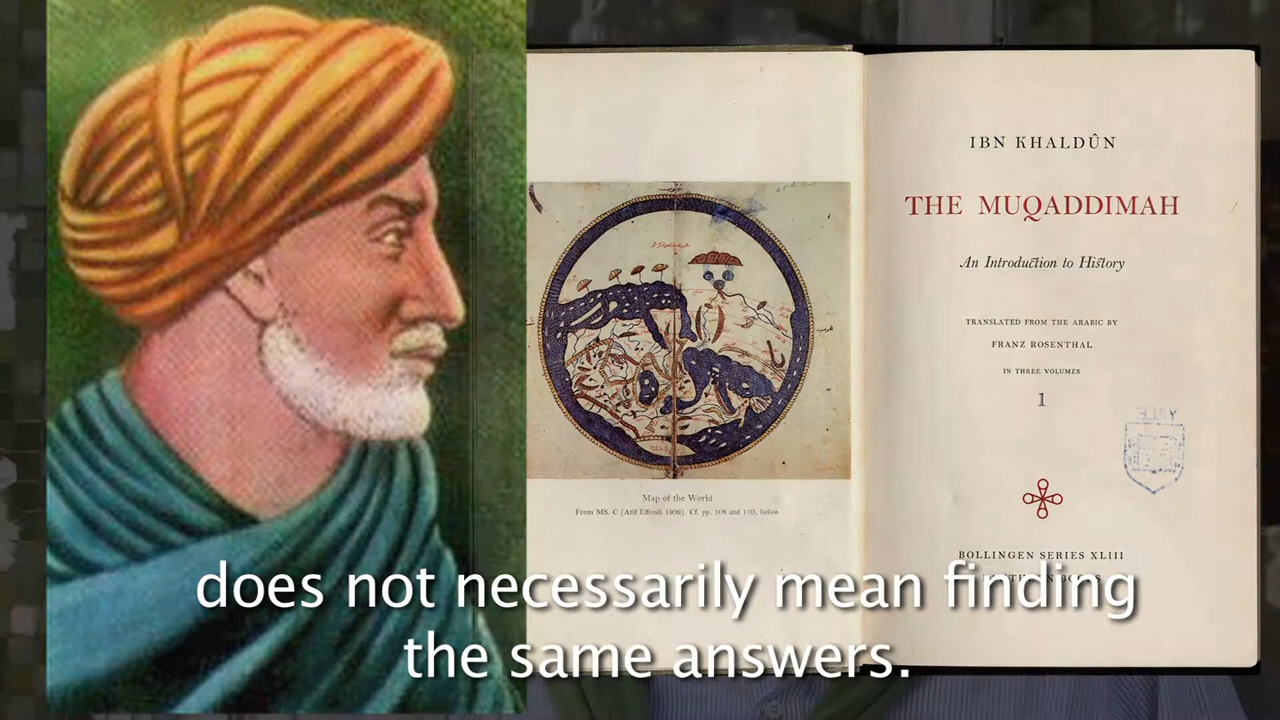 IBN KHALDÛN
THE MUQADDIMAH
An Introduction to History
TRANSLATED FROM THE ARABIC BY
FRANZ ROSENTHAL
IN THREE VOLUMES
1
Map of the World
From MS. C (Atif Effendi 1936). Cf. pp. 108 and 110, below
BOLLINGEN SERIES XLIII
BOOKS
does not necessarily mean finding
the same answers.